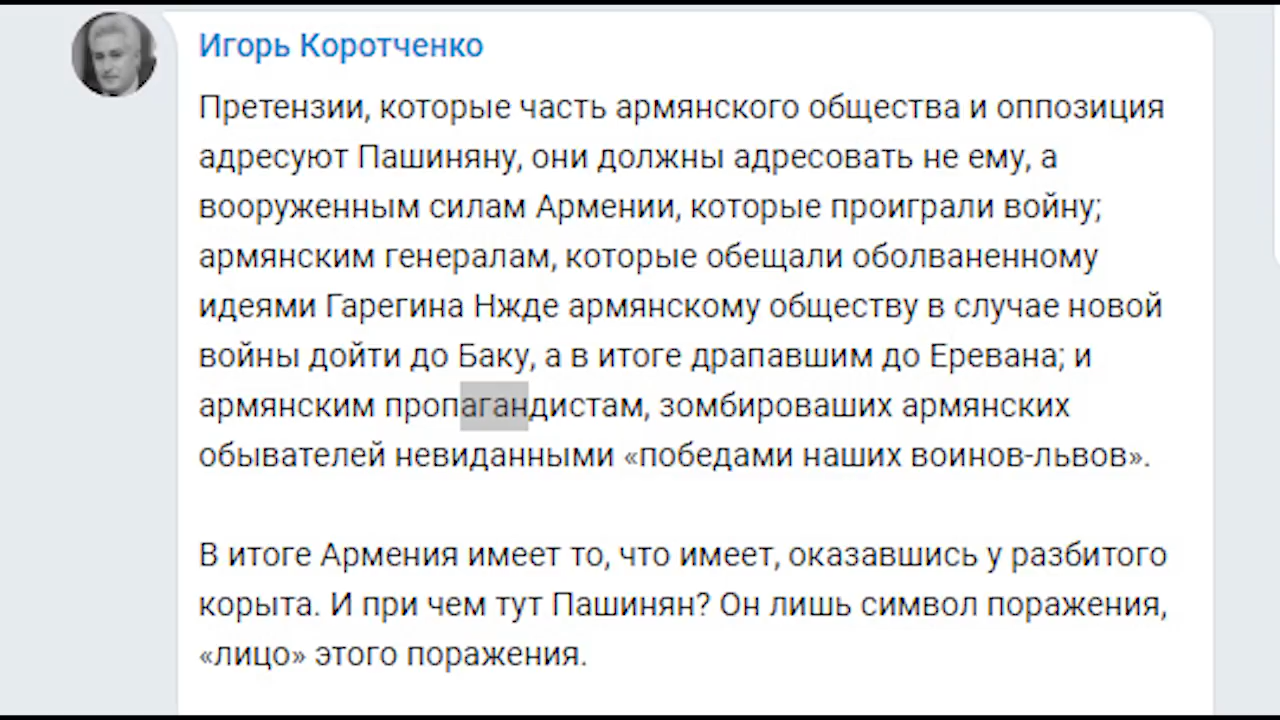 Игорь Коротченко
Претензии, которые часть армянского общества и оппозиция
адресуют Пашиняну, они должны адресовать не ему, а
вооруженным силам Армении, которые проиграли войну;
армянским генералам, которые обещали оболваненному
идеями Гарегина Нжде армянскому обществу в случае новой
войны дойти до Баку, а в итоге драпавшим до Еревана; и
армянским пропагандистам, зомбироваших армянских
обывателей невиданными «победами наших воинов-львов».
В итоге Армения имеет то, что имеет, оказавшись у разбитого
корыта. И при чем тут Пашинян? Он лишь символ поражения,
«лицо» этого поражения.